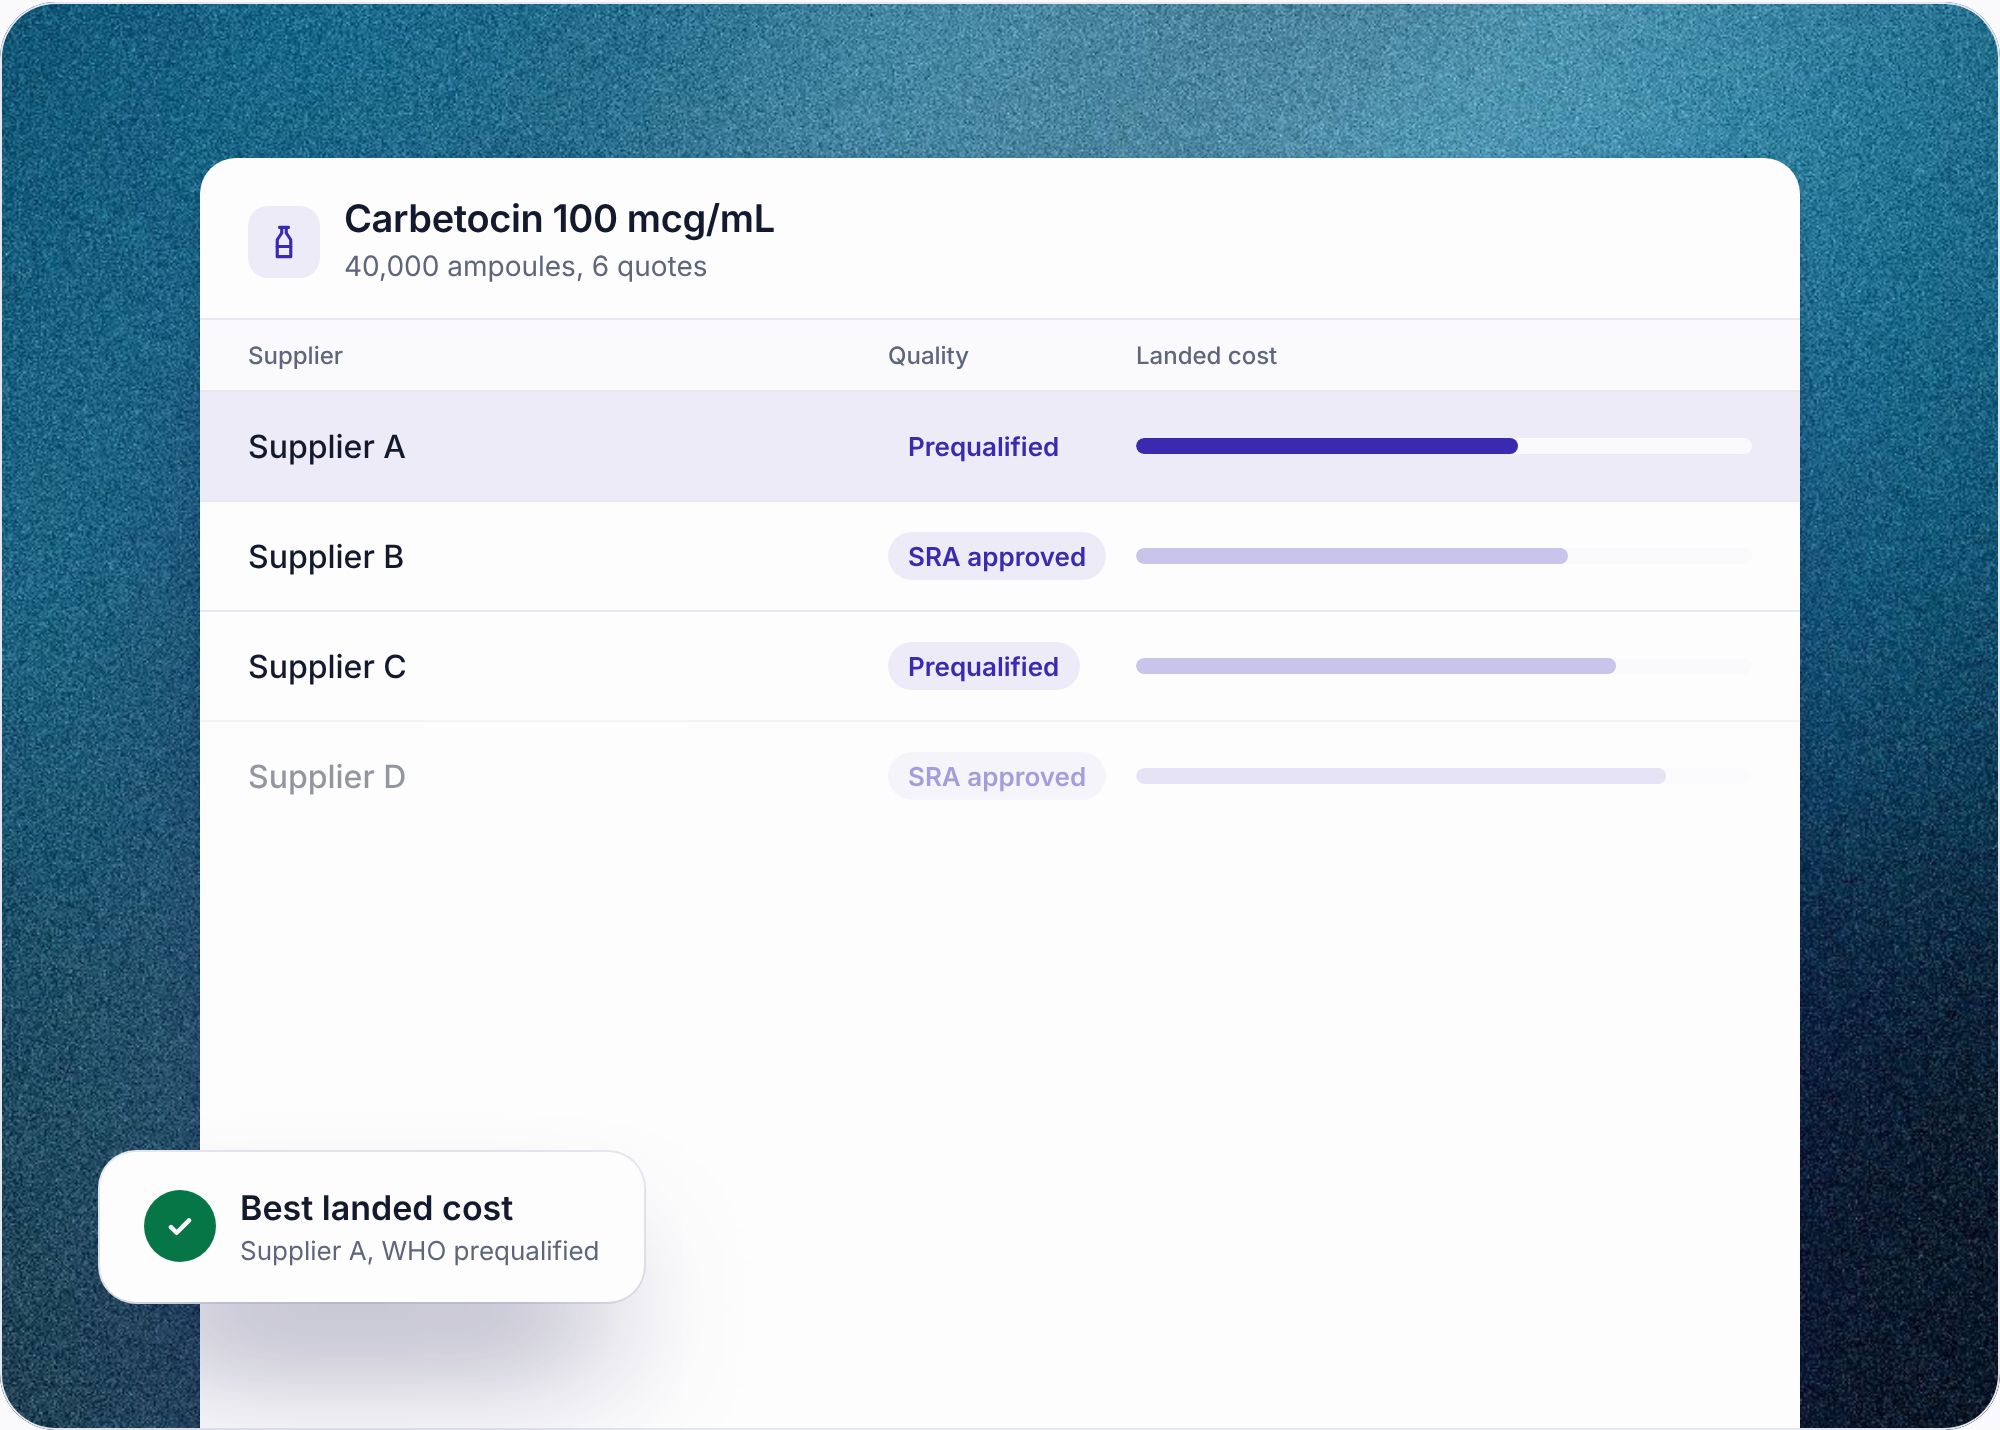 Carbetocin 100 mcg/mL
40,000 ampoules, 6 quotes
Supplier Quality Landed cost
Supplier A Prequalified
Supplier B SRA approved
Supplier C Prequalified
Supplier D SRA approved
Best landed cost
Supplier A, WHO prequalified